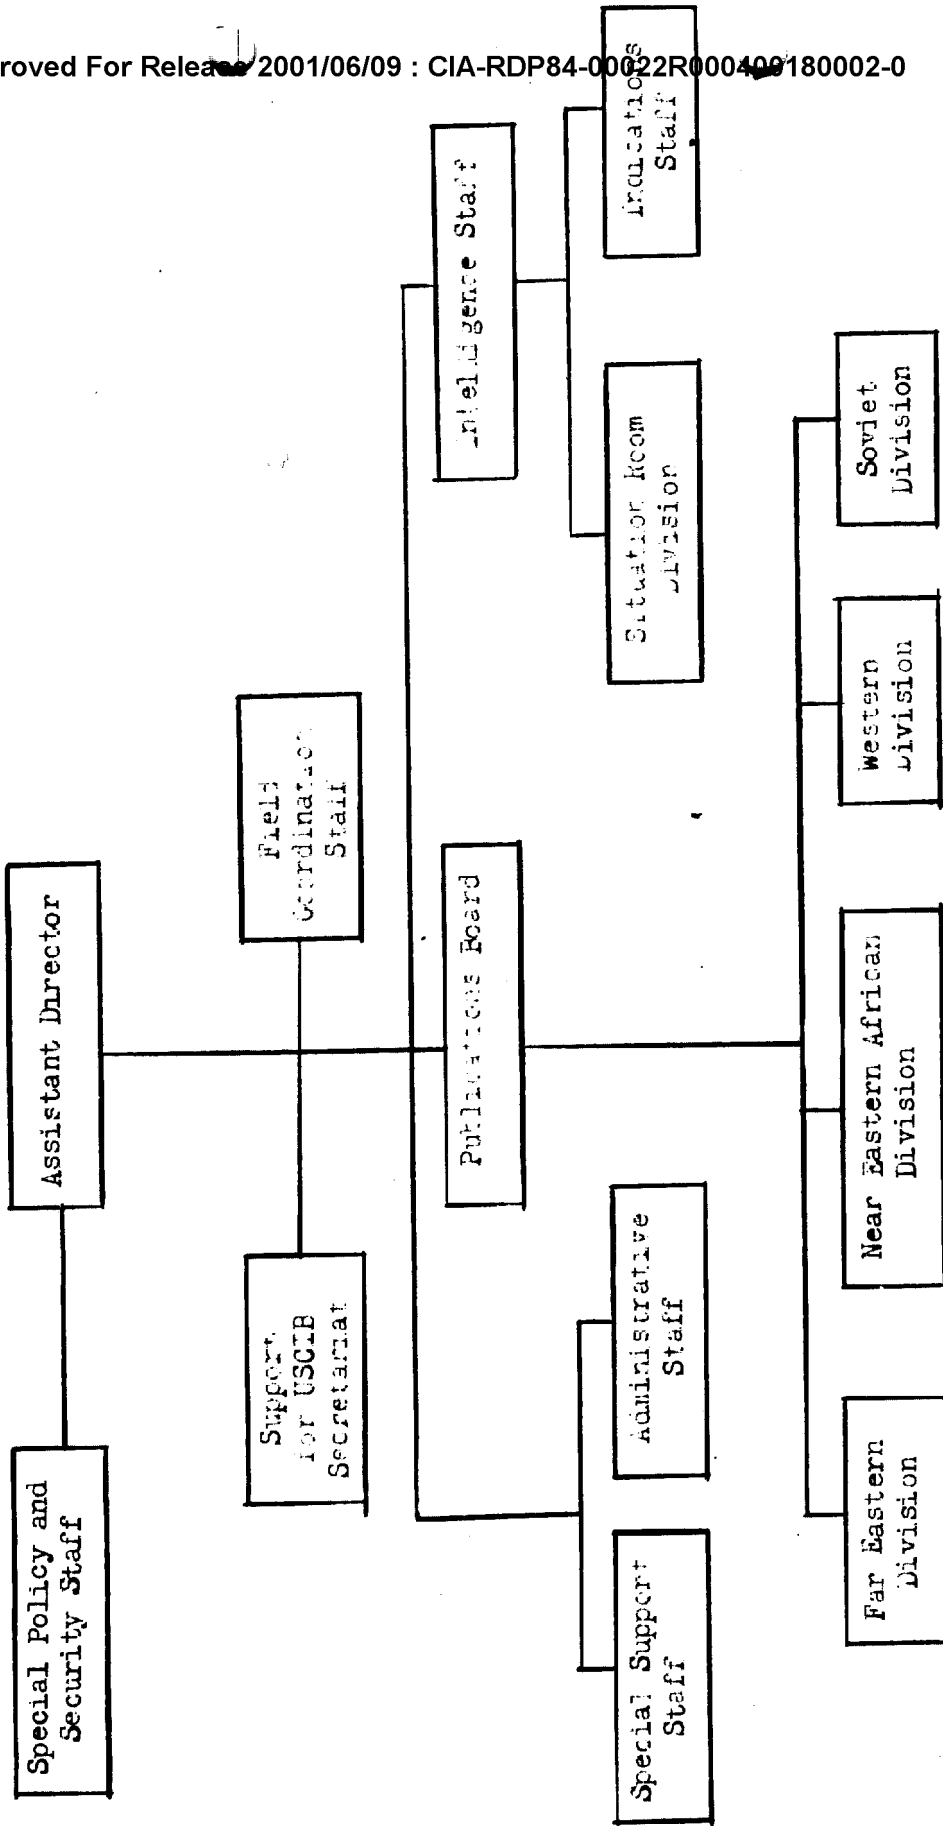 roved For Release 2001/06/09 : CIA-RDP84-00022R000400180002-0
Special Policy and
Security Staff
Assistant Director
Support
for USCIB
Secretariat
Field
Coordination
Staff
Publications Board
Intelligence Staff
Special Support
Staff
Administrative
Staff
Situation Room
Division
Indications
Staff
Far Eastern
Division
Near Eastern African
Division
Western
Division
Soviet
Division